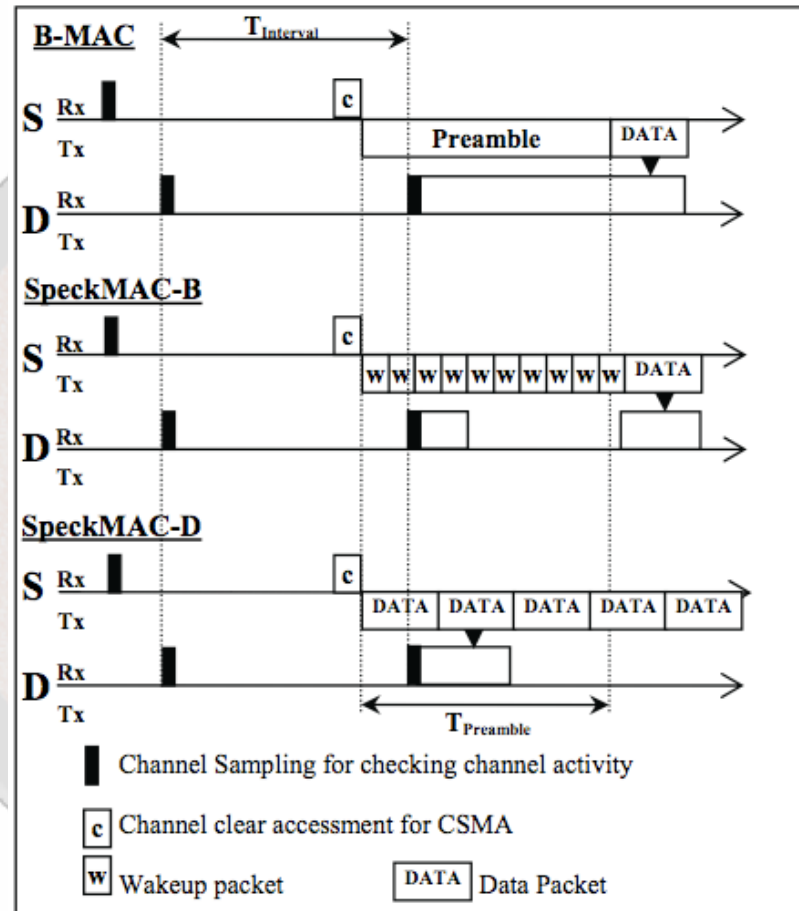 B-MAC
T Interval
S Rx
c
Tx
Preamble
DATA
D Rx
Tx
SpeckMAC-B
S Rx
c
Tx
w w w w w w w w w w
DATA
D Rx
Tx
SpeckMAC-D
S Rx
c
Tx
DATA DATA DATA DATA DATA
D Rx
Tx
T Preamble
Channel Sampling for checking channel activity
c Channel clear accessment for CSMA
w Wakeup packet
DATA Data Packet